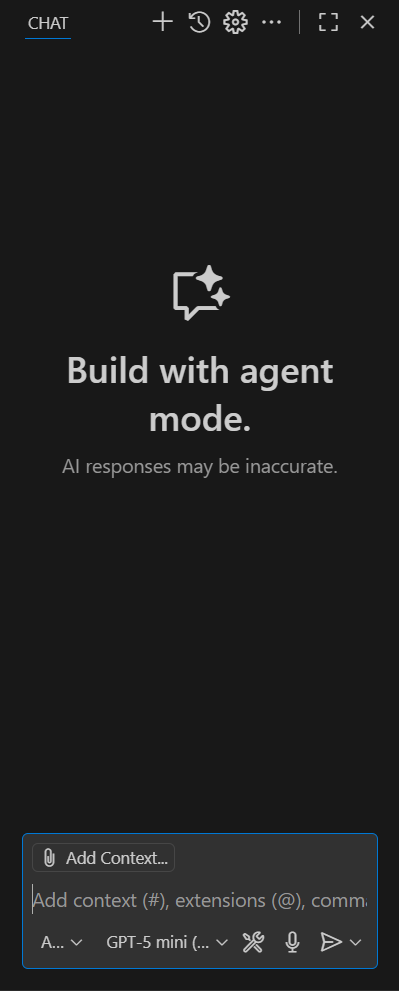 CHAT
Build with agent
mode.
AI responses may be inaccurate.
Add Context...
Add context (#), extensions (@), comma
A... GPT-5 mini (...